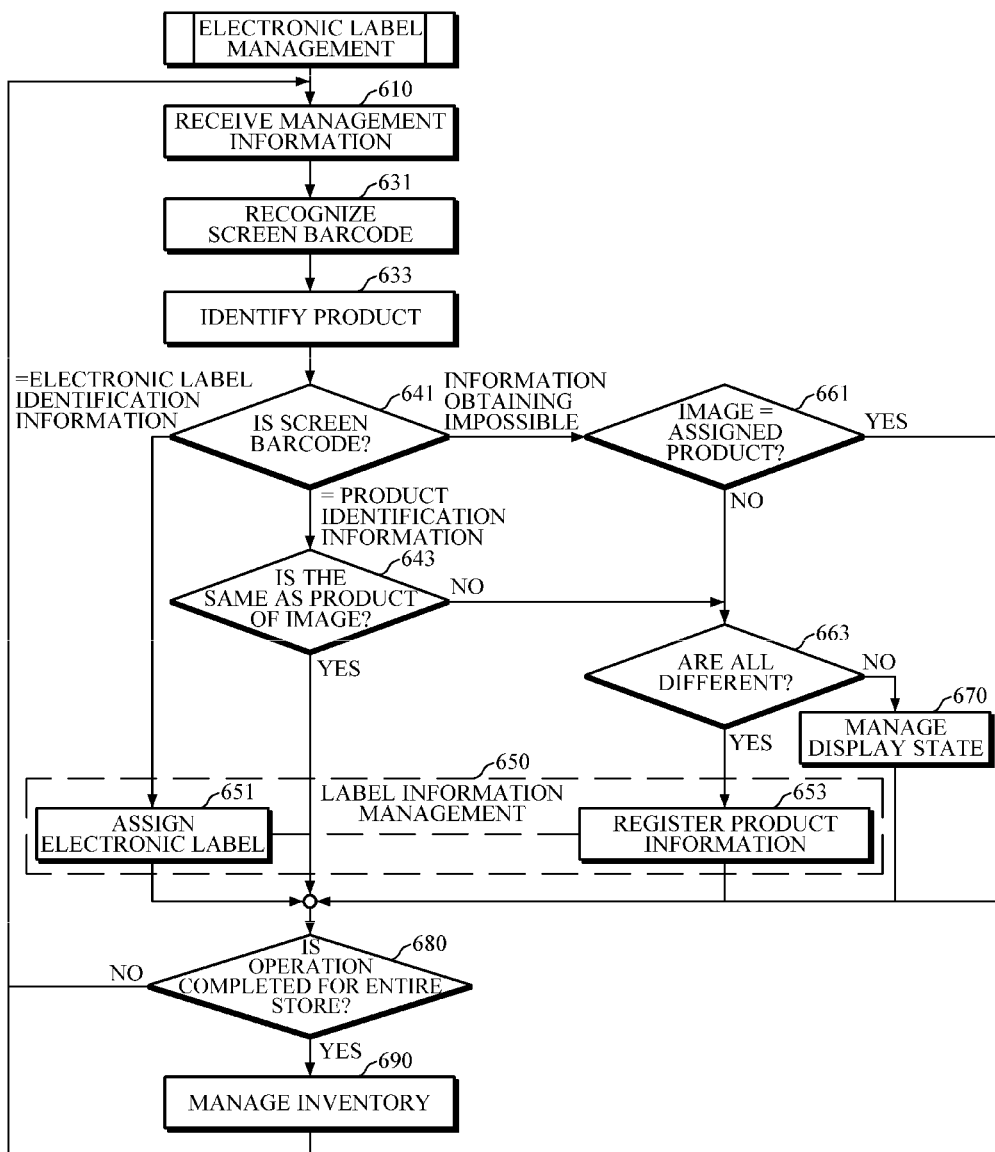 ELECTRONIC LABEL
MANAGEMENT
610
RECEIVE MANAGEMENT
INFORMATION
631
RECOGNIZE
SCREEN BARCODE
633
IDENTIFY PRODUCT
=ELECTRONIC LABEL
IDENTIFICATION
INFORMATION
641
IS SCREEN
BARCODE?
INFORMATION
OBTAINING
IMPOSSIBLE
661
IMAGE =
ASSIGNED
PRODUCT?
YES
NO
= PRODUCT
IDENTIFICATION
INFORMATION
643
IS THE
SAME AS PRODUCT
OF IMAGE?
NO
YES
663
ARE ALL
DIFFERENT?
NO
YES
670
MANAGE
DISPLAY STATE
650
LABEL INFORMATION
MANAGEMENT
651
ASSIGN
ELECTRONIC LABEL
653
REGISTER PRODUCT
INFORMATION
680
IS
OPERATION
COMPLETED FOR ENTIRE
STORE?
NO
YES
690
MANAGE INVENTORY